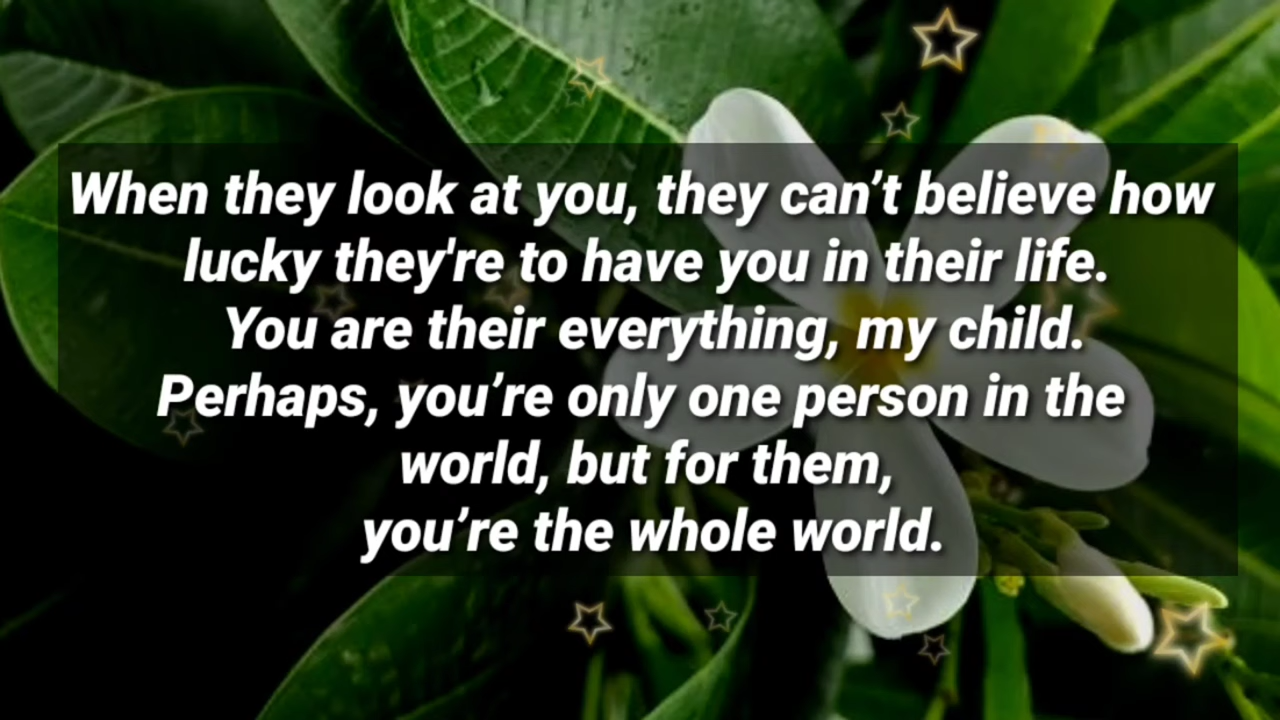 When they look at you, they can’t believe how
lucky they're to have you in their life.
You are their everything, my child.
Perhaps, you’re only one person in the
world, but for them,
you’re the whole world.